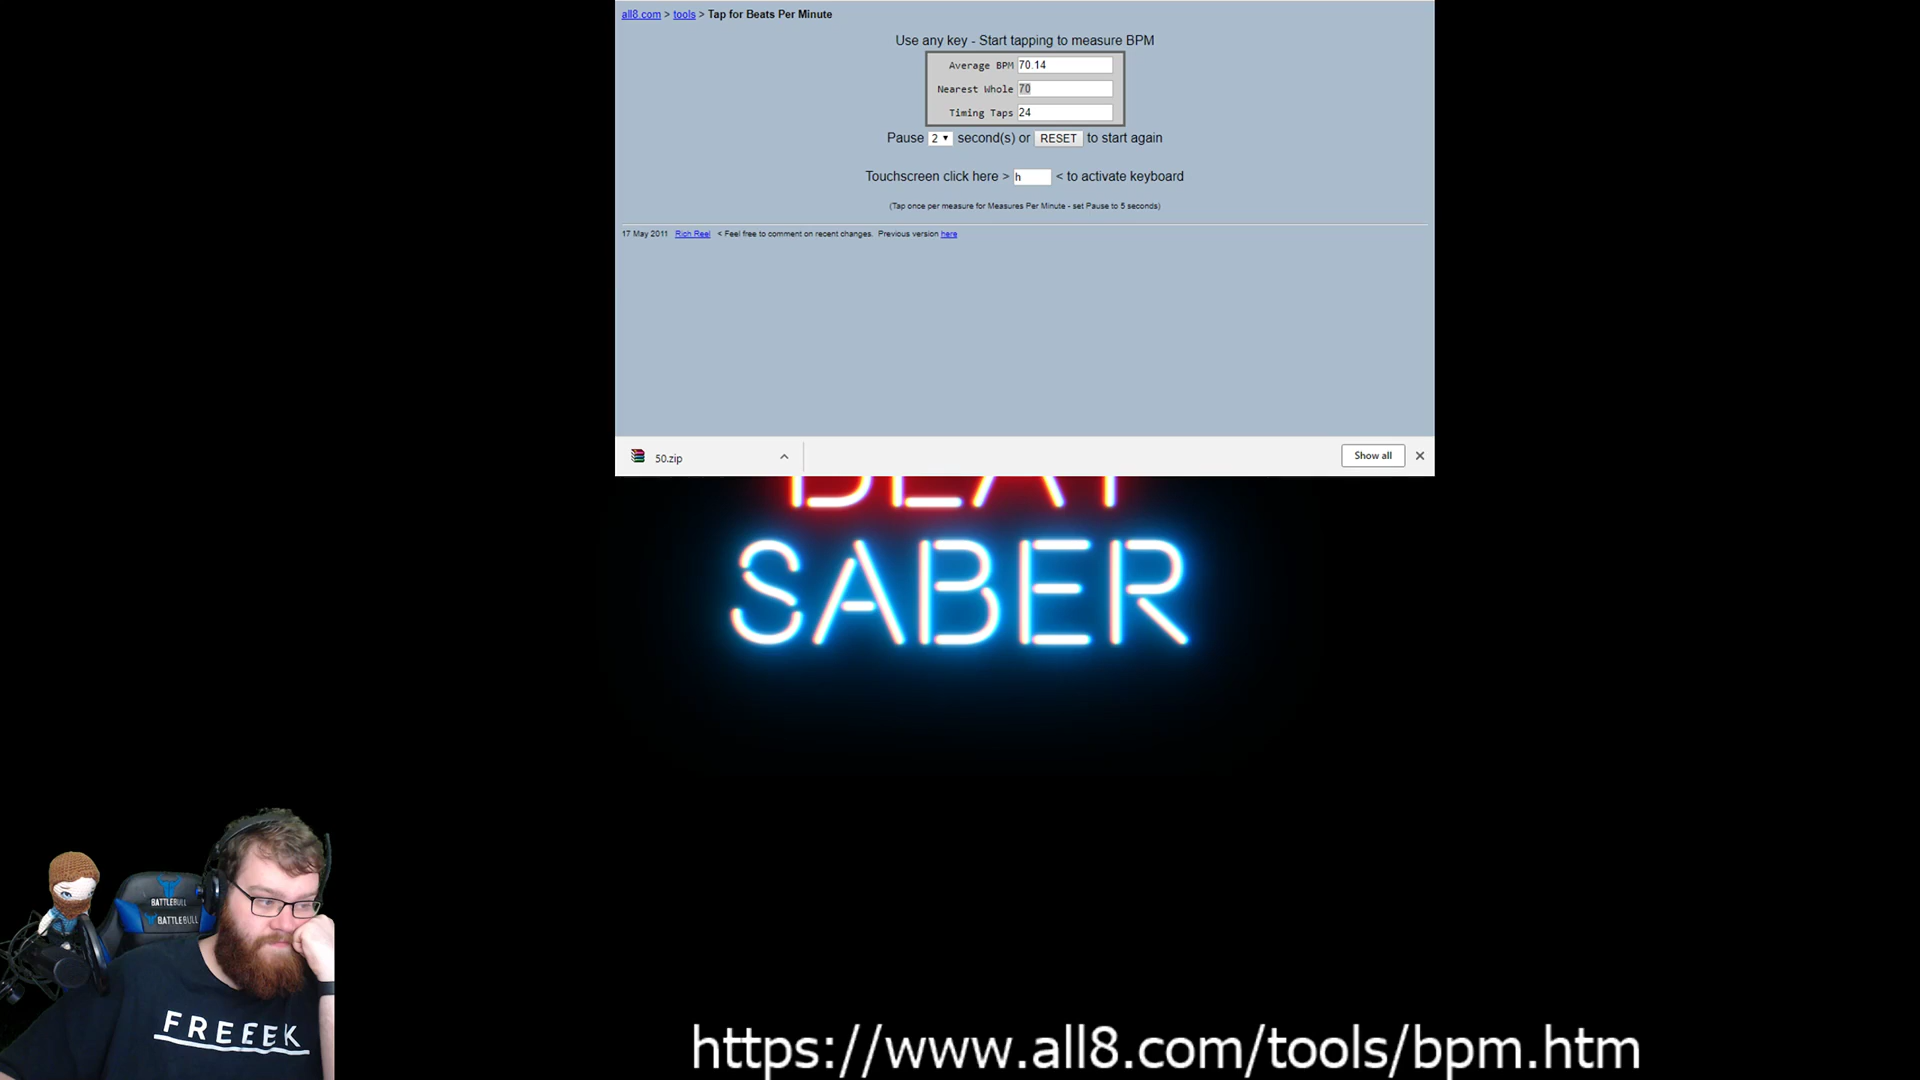 all8.com > tools > Tap for Beats Per Minute
Use any key - Start tapping to measure BPM
Average BPM 70.14
Nearest Whole 70
Timing Taps 24
Pause 2 second(s) or RESET to start again
Touchscreen click here > h < to activate keyboard
(Tap once per measure for Measures Per Minute - set Pause to 5 seconds)
17 May 2011 Rich Reel < Feel free to comment on recent changes. Previous version here
50.zip
Show all
BEAT
SABER
BATTLEBULL
BATTLEBULL
FREEEK
https://www.all8.com/tools/bpm.htm